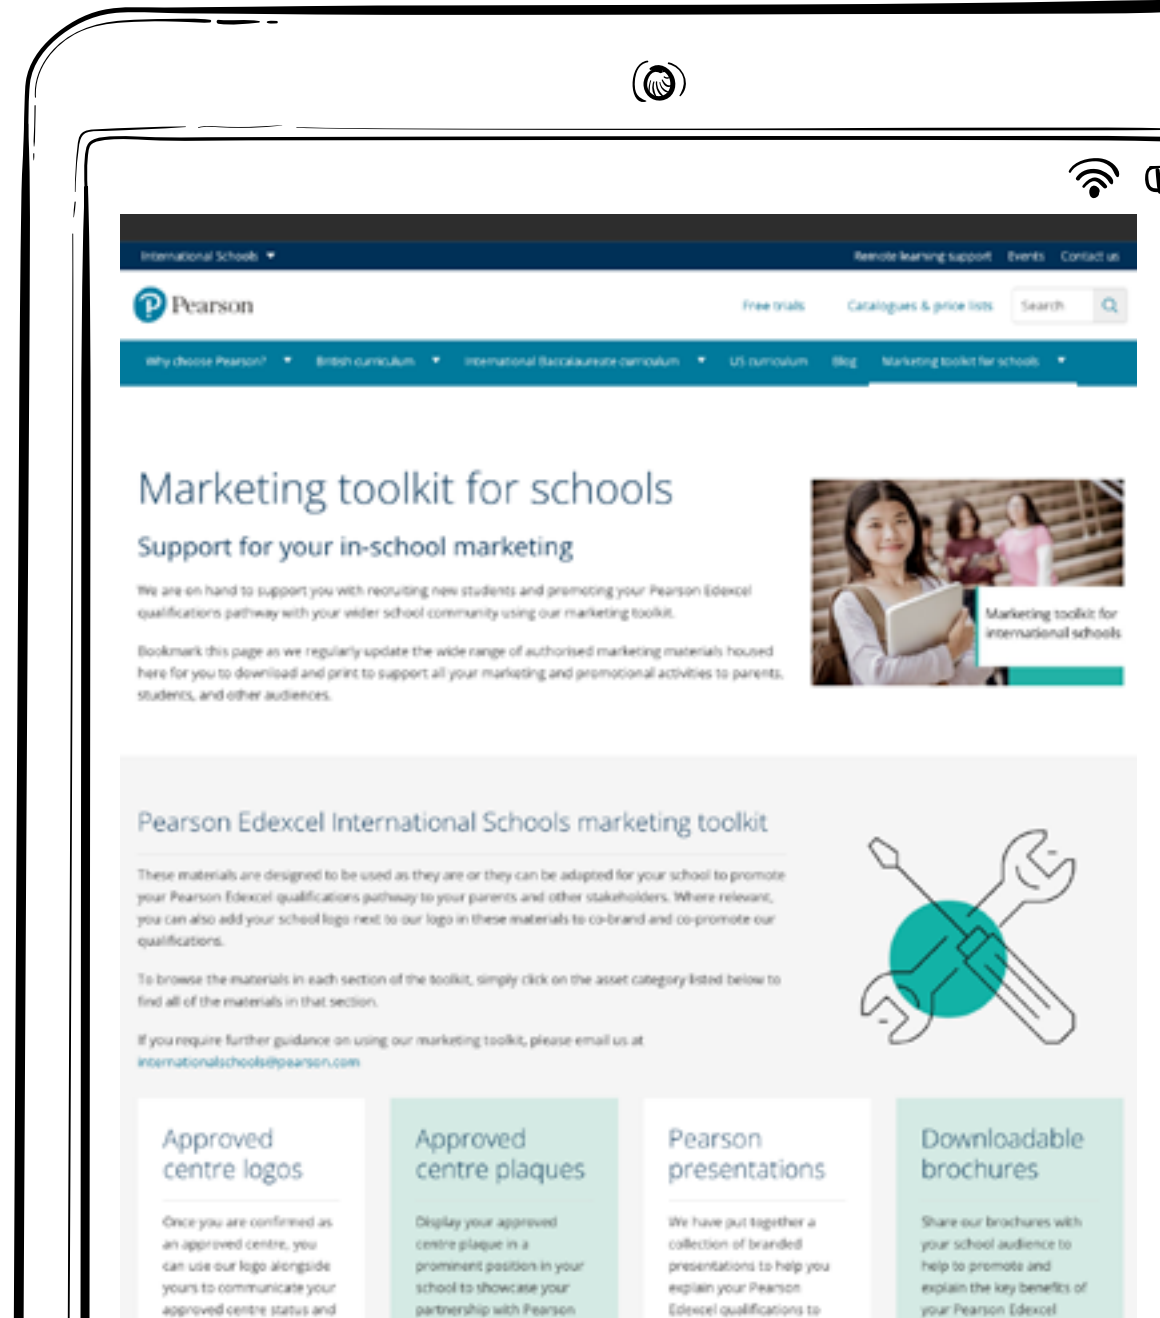 International Schools
Remote learning support Events Contact us
Pearson
Free trials Catalogues & price lists Search
Why choose Pearson? British curriculum International Baccalaureate curriculum US curriculum Blog Marketing toolkit for schools
Marketing toolkit for schools
Support for your in-school marketing
We are on hand to support you with recruiting new students and promoting your Pearson Edexcel
qualifications pathway with your wider school community using our marketing toolkit.
Bookmark this page as we regularly update the wide range of authorised marketing materials housed
here for you to download and print to support all your marketing and promotional activities to parents,
students, and other audiences.
Marketing toolkit for
international schools
Pearson Edexcel International Schools marketing toolkit
These materials are designed to be used as they are or they can be adapted for your school to promote
your Pearson Edexcel qualifications pathway to your parents and other stakeholders. Where relevant,
you can also add your school logo next to our logo in these materials to co-brand and co-promote our
qualifications.
To browse the materials in each section of the toolkit, simply click on the asset category listed below to
find all of the materials in that section.
If you require further guidance on using our marketing toolkit, please email us at
internationalschools@pearson.com
Approved
centre logos
Once you are confirmed as
an approved centre, you
can use our logo alongside
yours to communicate your
approved centre status and
Approved
centre plaques
Display your approved
centre plaque in a
prominent position in your
school to showcase your
partnership with Pearson
Pearson
presentations
We have put together a
collection of branded
presentations to help you
explain your Pearson
Edexcel qualifications to
Downloadable
brochures
Share our brochures with
your school audience to
help to promote and
explain the key benefits of
your Pearson Edexcel